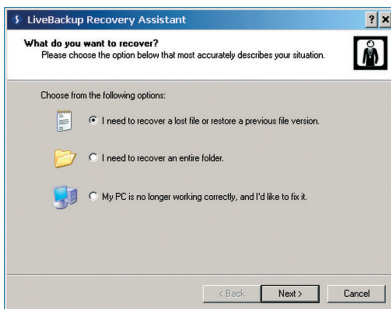 LiveBackup Recovery Assistant
What do you want to recover?
Please choose the option below that most accurately describes your situation.
Choose from the following options:
I need to recover a lost file or restore a previous file version.
I need to recover an entire folder.
My PC is no longer working correctly, and I'd like to fix it.
< Back Next > Cancel